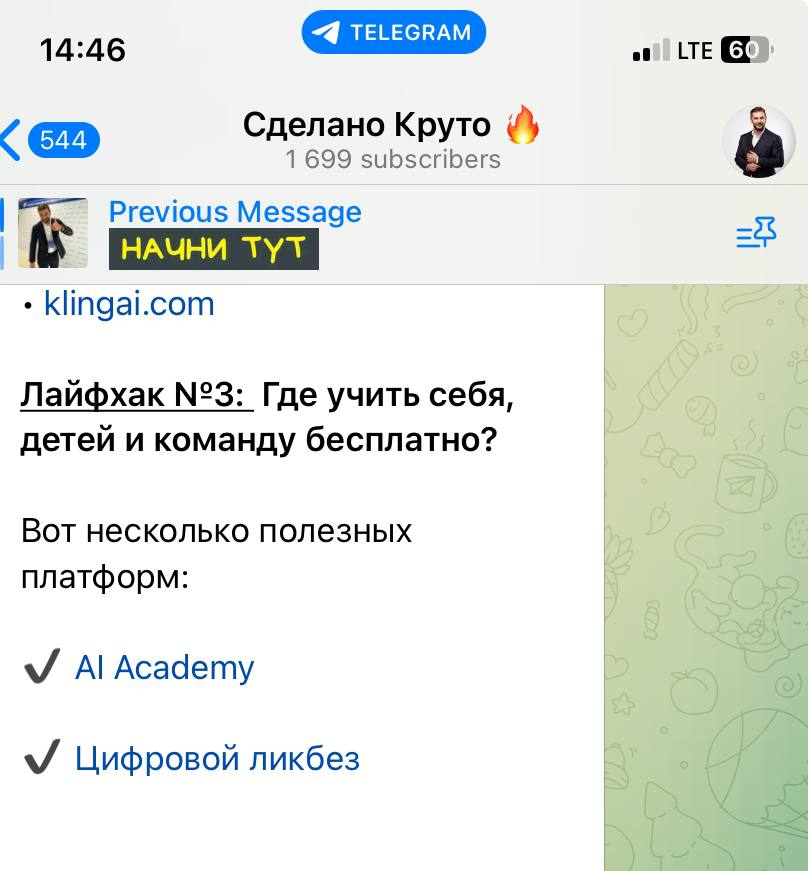 14:46
TELEGRAM
LTE 60
544
Сделано Круто 🔥
1 699 subscribers
Previous Message
НАЧНИ ТУТ
• klingai.com
Лайфхак №3: Где учить себя,
детей и команду бесплатно?
Вот несколько полезных
платформ:
✔ AI Academy
✔ Цифровой ликбез